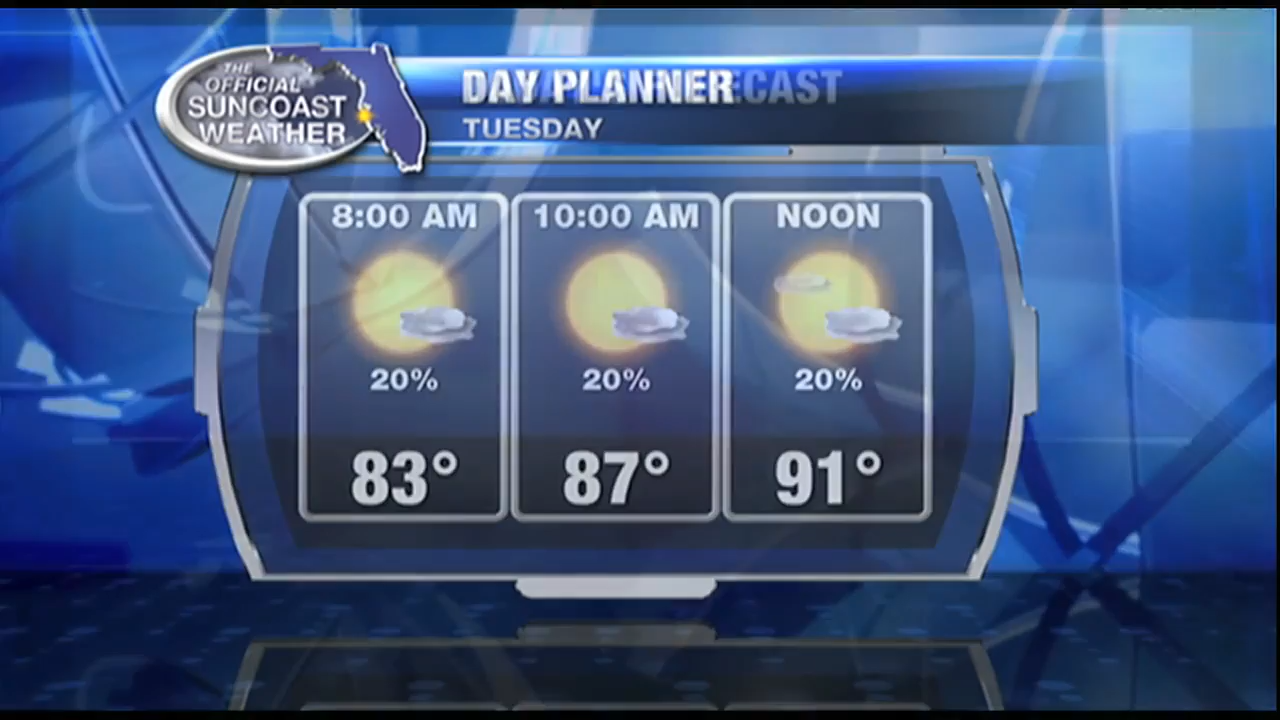 THE
OFFICIAL
SUNCOAST
WEATHER
DAY PLANNER
TUESDAY
8:00 AM
10:00 AM
NOON
20%
20%
20%
83°
87°
91°